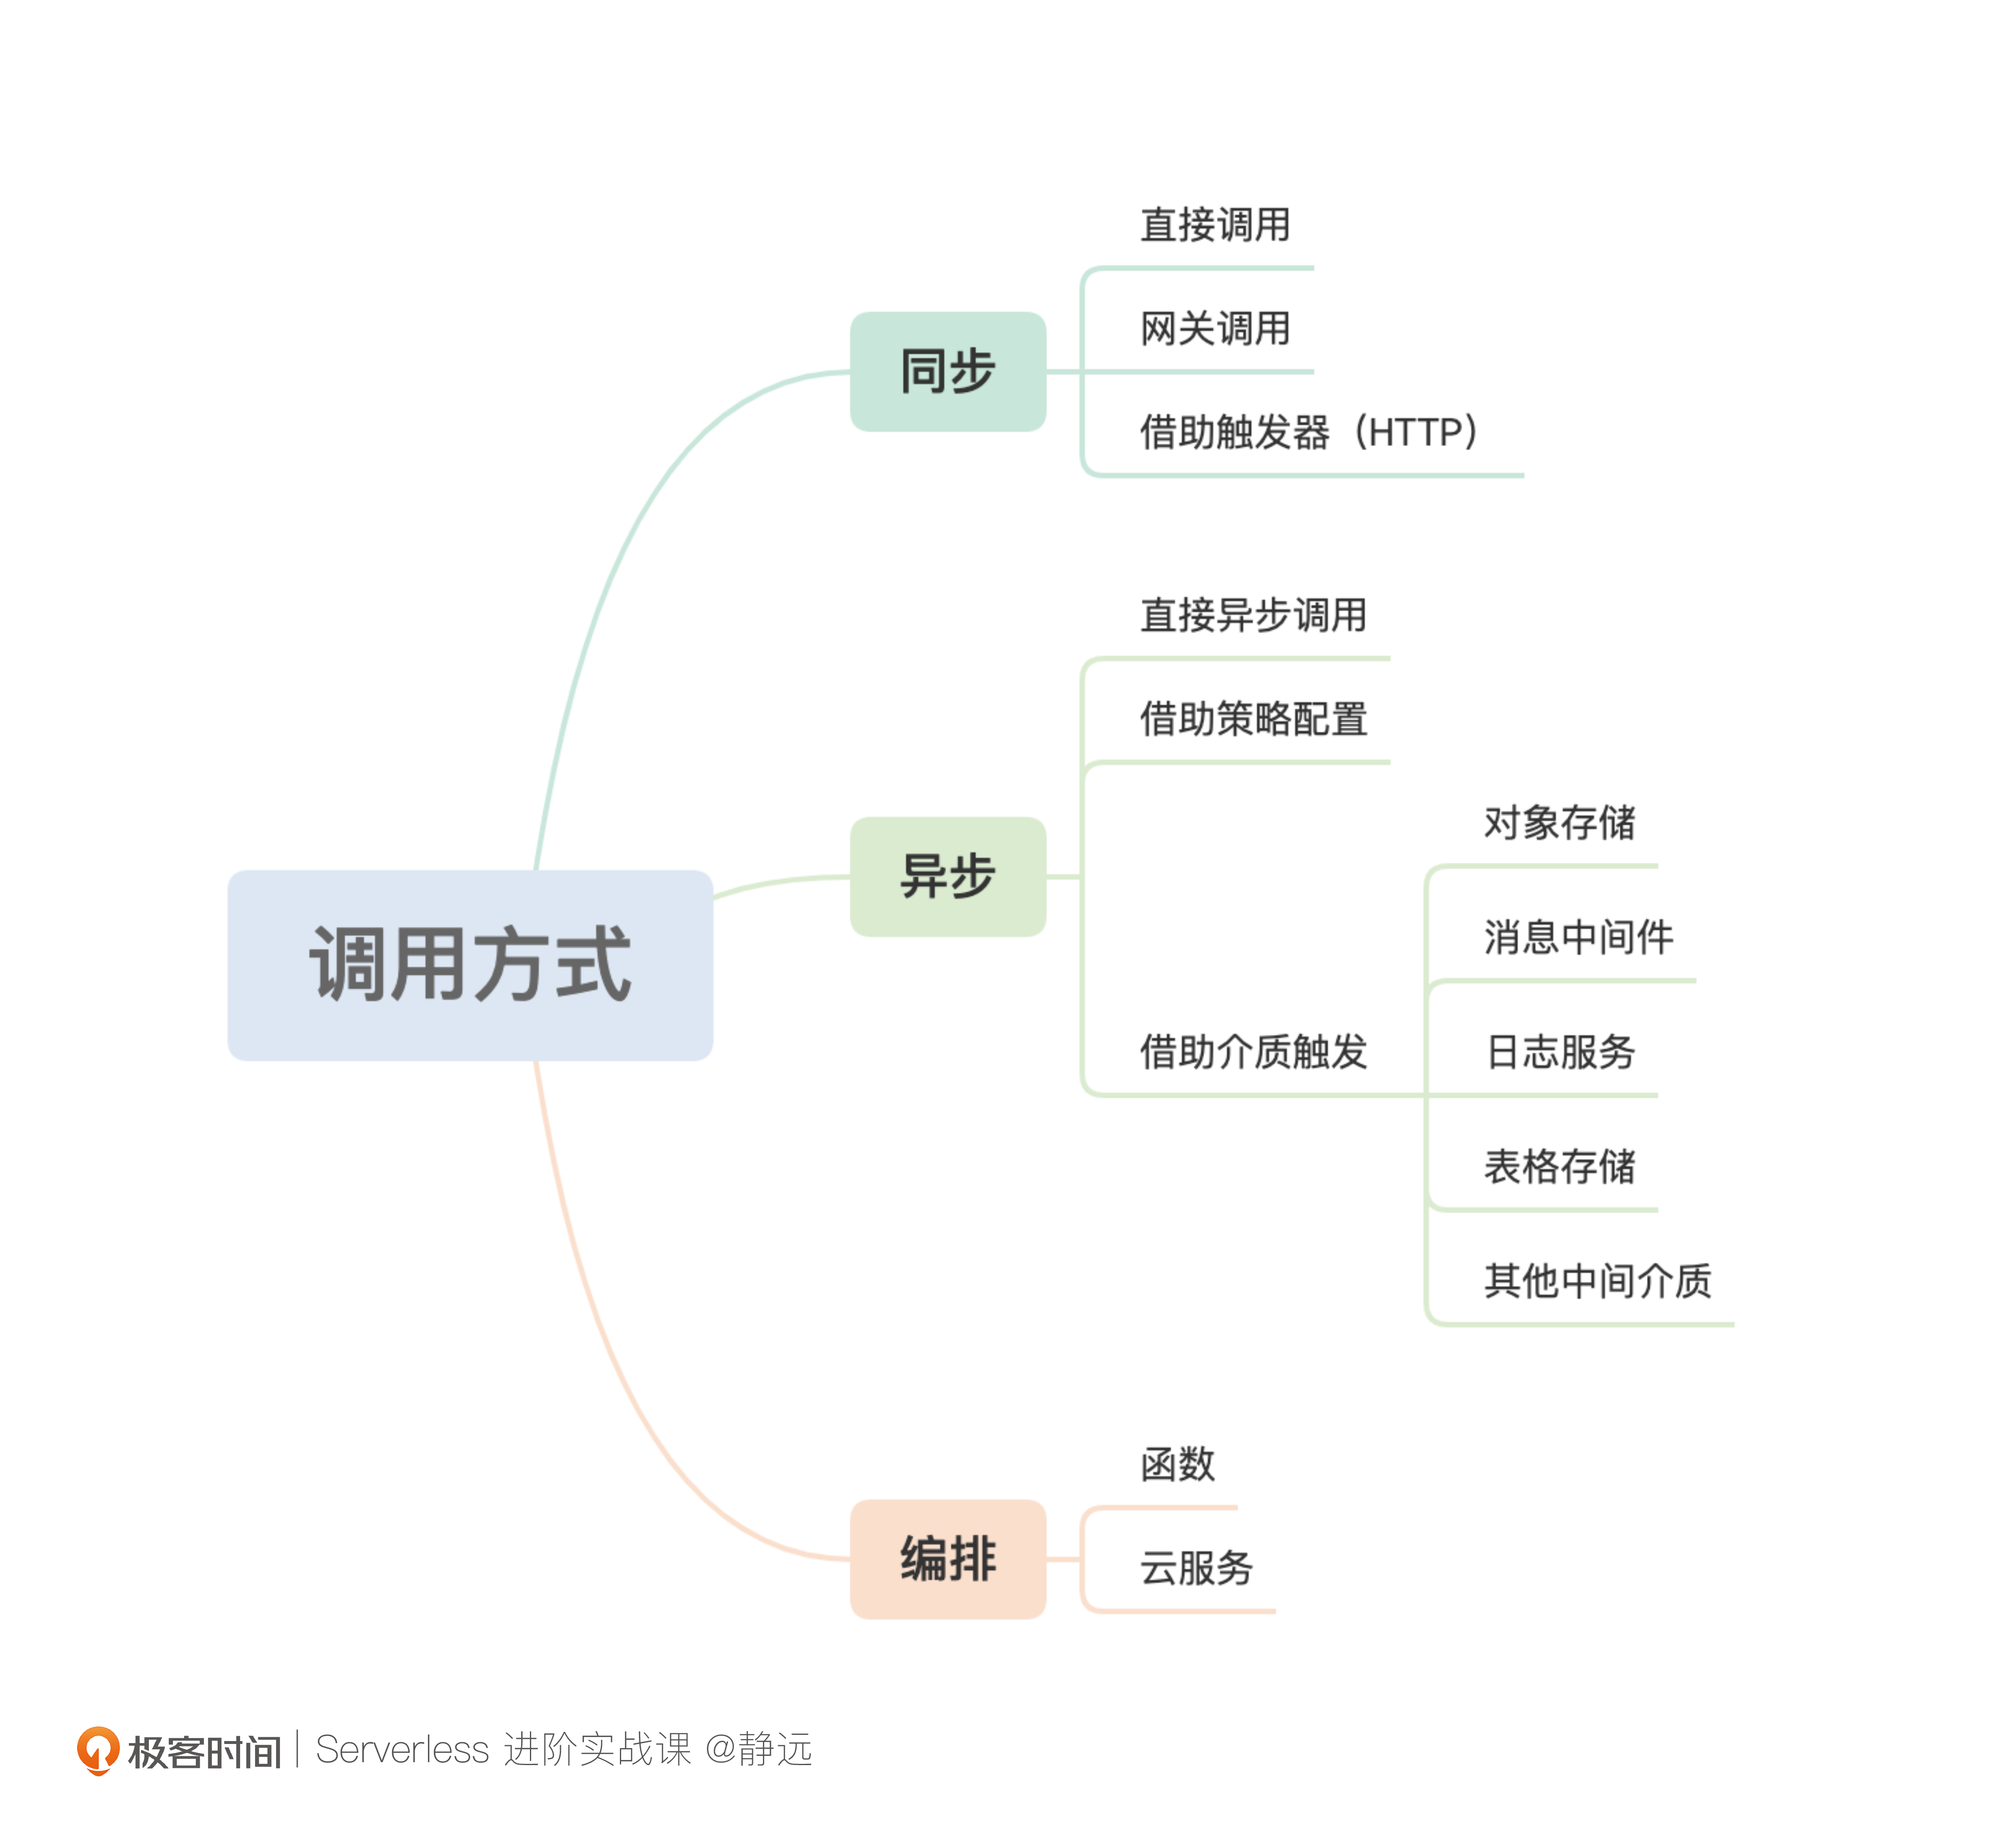 调用方式
同步
直接调用
网关调用
借助触发器（HTTP）
异步
直接异步调用
借助策略配置
借助介质触发
对象存储
消息中间件
日志服务
表格存储
其他中间介质
编排
函数
云服务
极客时间 | Serverless 进阶实战课 @静远